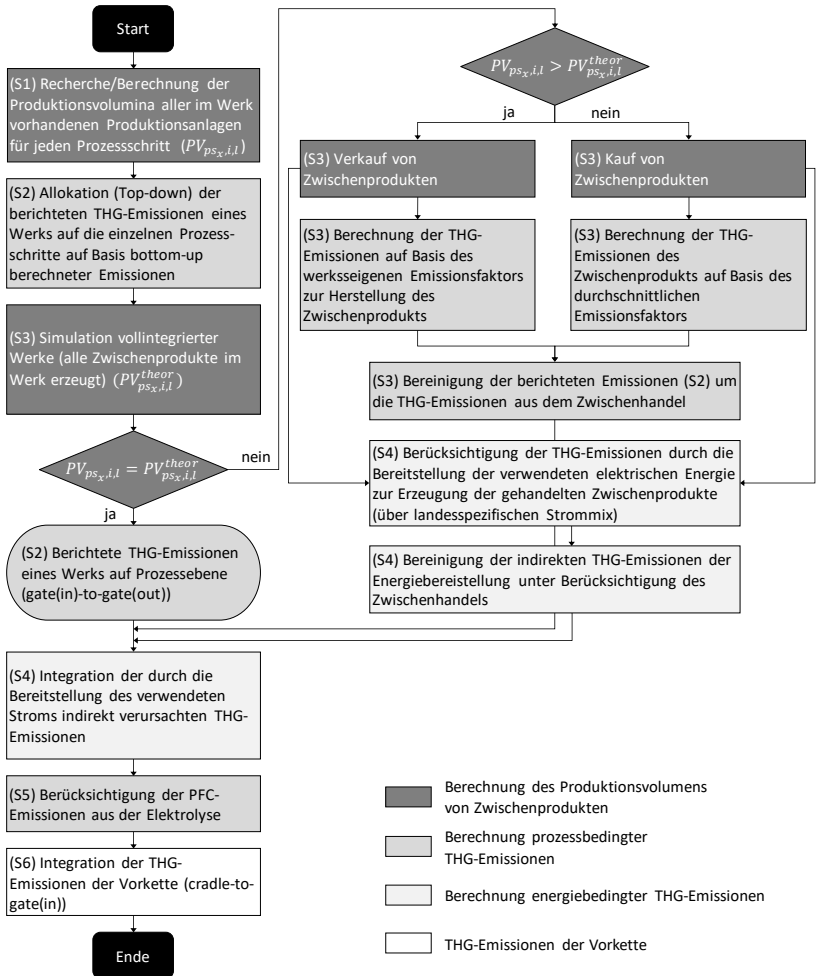 Start
(S1) Recherche/Berechnung der
Produktionsvolumina aller im Werk
vorhandenen Produktionsanlagen
für jeden Prozessschritt (PV_{ps_x,i,l})
(S2) Allokation (Top-down) der
berichteten THG-Emissionen eines
Werks auf die einzelnen Prozess-
schritte auf Basis bottom-up
berechneter Emissionen
(S3) Simulation vollintegrierter
Werke (alle Zwischenprodukte im
Werk erzeugt) (PV_{ps_x,i,l}^{theor})
PV_{ps_x,i,l} = PV_{ps_x,i,l}^{theor}
nein
ja
(S2) Berichtete THG-Emissionen
eines Werks auf Prozessebene
(gate(in)-to-gate(out))
PV_{ps_x,i,l} > PV_{ps_x,i,l}^{theor}
ja
nein
(S3) Verkauf von
Zwischenprodukten
(S3) Kauf von
Zwischenprodukten
(S3) Berechnung der THG-
Emissionen auf Basis des
werkseigenen Emissionsfaktors
zur Herstellung des
Zwischenprodukts
(S3) Berechnung der THG-
Emissionen des
Zwischenprodukts auf Basis des
durchschnittlichen
Emissionsfaktors
(S3) Bereinigung der berichteten Emissionen (S2) um
die THG-Emissionen aus dem Zwischenhandel
(S4) Berücksichtigung der THG-Emissionen durch die
Bereitstellung der verwendeten elektrischen Energie
zur Erzeugung der gehandelten Zwischenprodukte
(über landesspezifischen Strommix)
(S4) Bereinigung der indirekten THG-Emissionen der
Energiebereistellung unter Berücksichtigung des
Zwischenhandels
(S4) Integration der durch die
Bereitstellung des verwendeten
Stroms indirekt verursachten THG-
Emissionen
(S5) Berücksichtigung der PFC-
Emissionen aus der Elektrolyse
(S6) Integration der THG-
Emissionen der Vorkette (cradle-to-
gate(in))
Ende
Berechnung des Produktionsvolumens
von Zwischenprodukten
Berechnung prozessbedingter
THG-Emissionen
Berechnung energiebedingter THG-Emissionen
THG-Emissionen der Vorkette